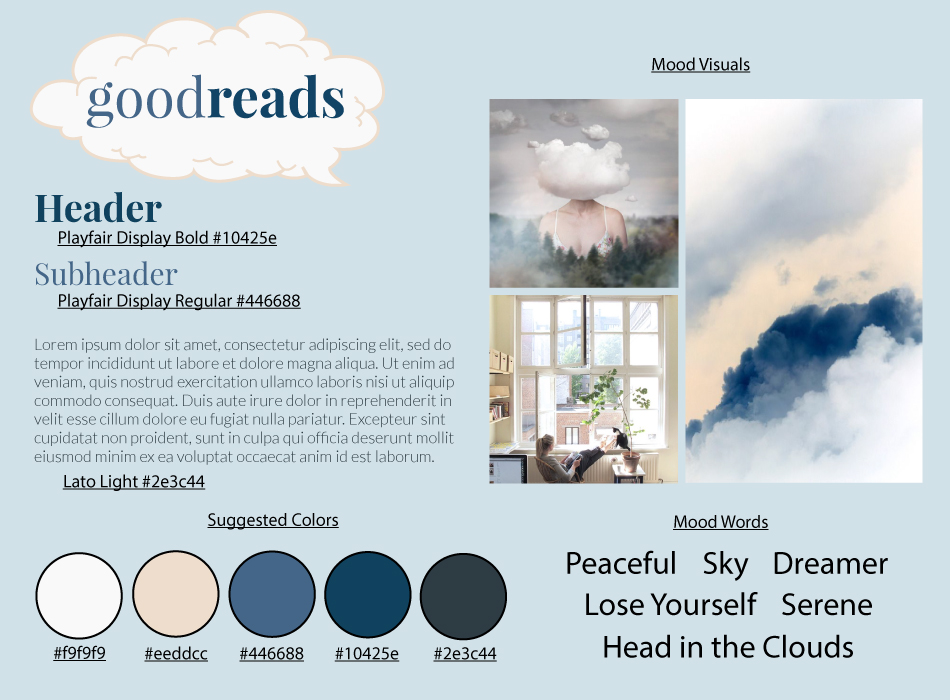 goodreads
Header
Playfair Display Bold #10425e
Subheader
Playfair Display Regular #446688
Lorem ipsum dolor sit amet, consectetur adipiscing elit, sed do
tempor incididunt ut labore et dolore magna aliqua. Ut enim ad
veniam, quis nostrud exercitation ullamco laboris nisi ut aliquip
commodo consequat. Duis aute irure dolor in reprehenderit in
velit esse cillum dolore eu fugiat nulla pariatur. Excepteur sint
cupidatat non proident, sunt in culpa qui officia deserunt mollit
eiusmod minim ex ea voluptat occaecat anim id est laborum.
Lato Light #2e3c44
Suggested Colors
#f9f9f9 #eeddcc #446688 #10425e #2e3c44
Mood Visuals
Mood Words
Peaceful Sky Dreamer
Lose Yourself Serene
Head in the Clouds